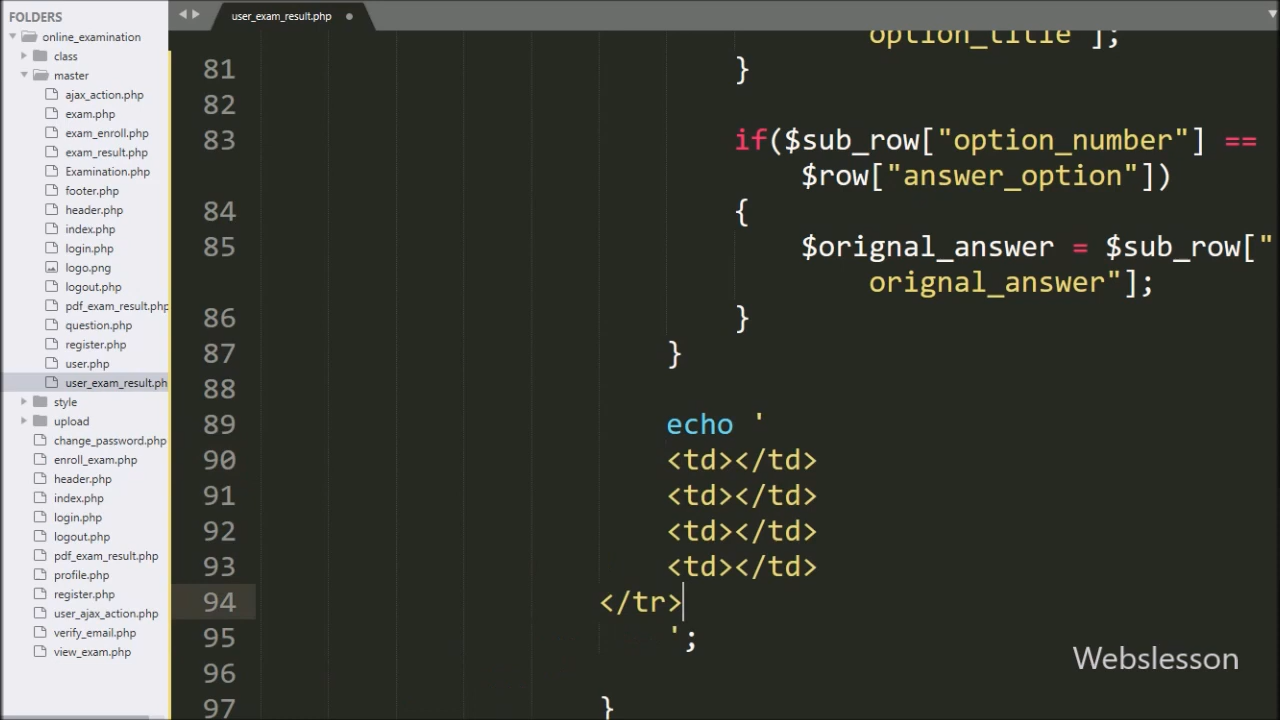 FOLDERS
online_examination
class
master
ajax_action.php
exam.php
exam_enroll.php
exam_result.php
Examination.php
footer.php
header.php
index.php
login.php
logo.png
logout.php
pdf_exam_result.php
question.php
register.php
user.php
user_exam_result.ph
style
upload
change_password.php
enroll_exam.php
header.php
index.php
login.php
logout.php
pdf_exam_result.php
profile.php
register.php
user_ajax_action.php
verify_email.php
view_exam.php
user_exam_result.php
option_title"];
81 }
82
83 if($sub_row["option_number"] ==
$row["answer_option"])
84 {
85 $orignal_answer = $sub_row["
orignal_answer"];
86 }
87 }
88
89 echo '
90 <td></td>
91 <td></td>
92 <td></td>
93 <td></td>
94 </tr>
95 ';
96
97 }
Webslesson